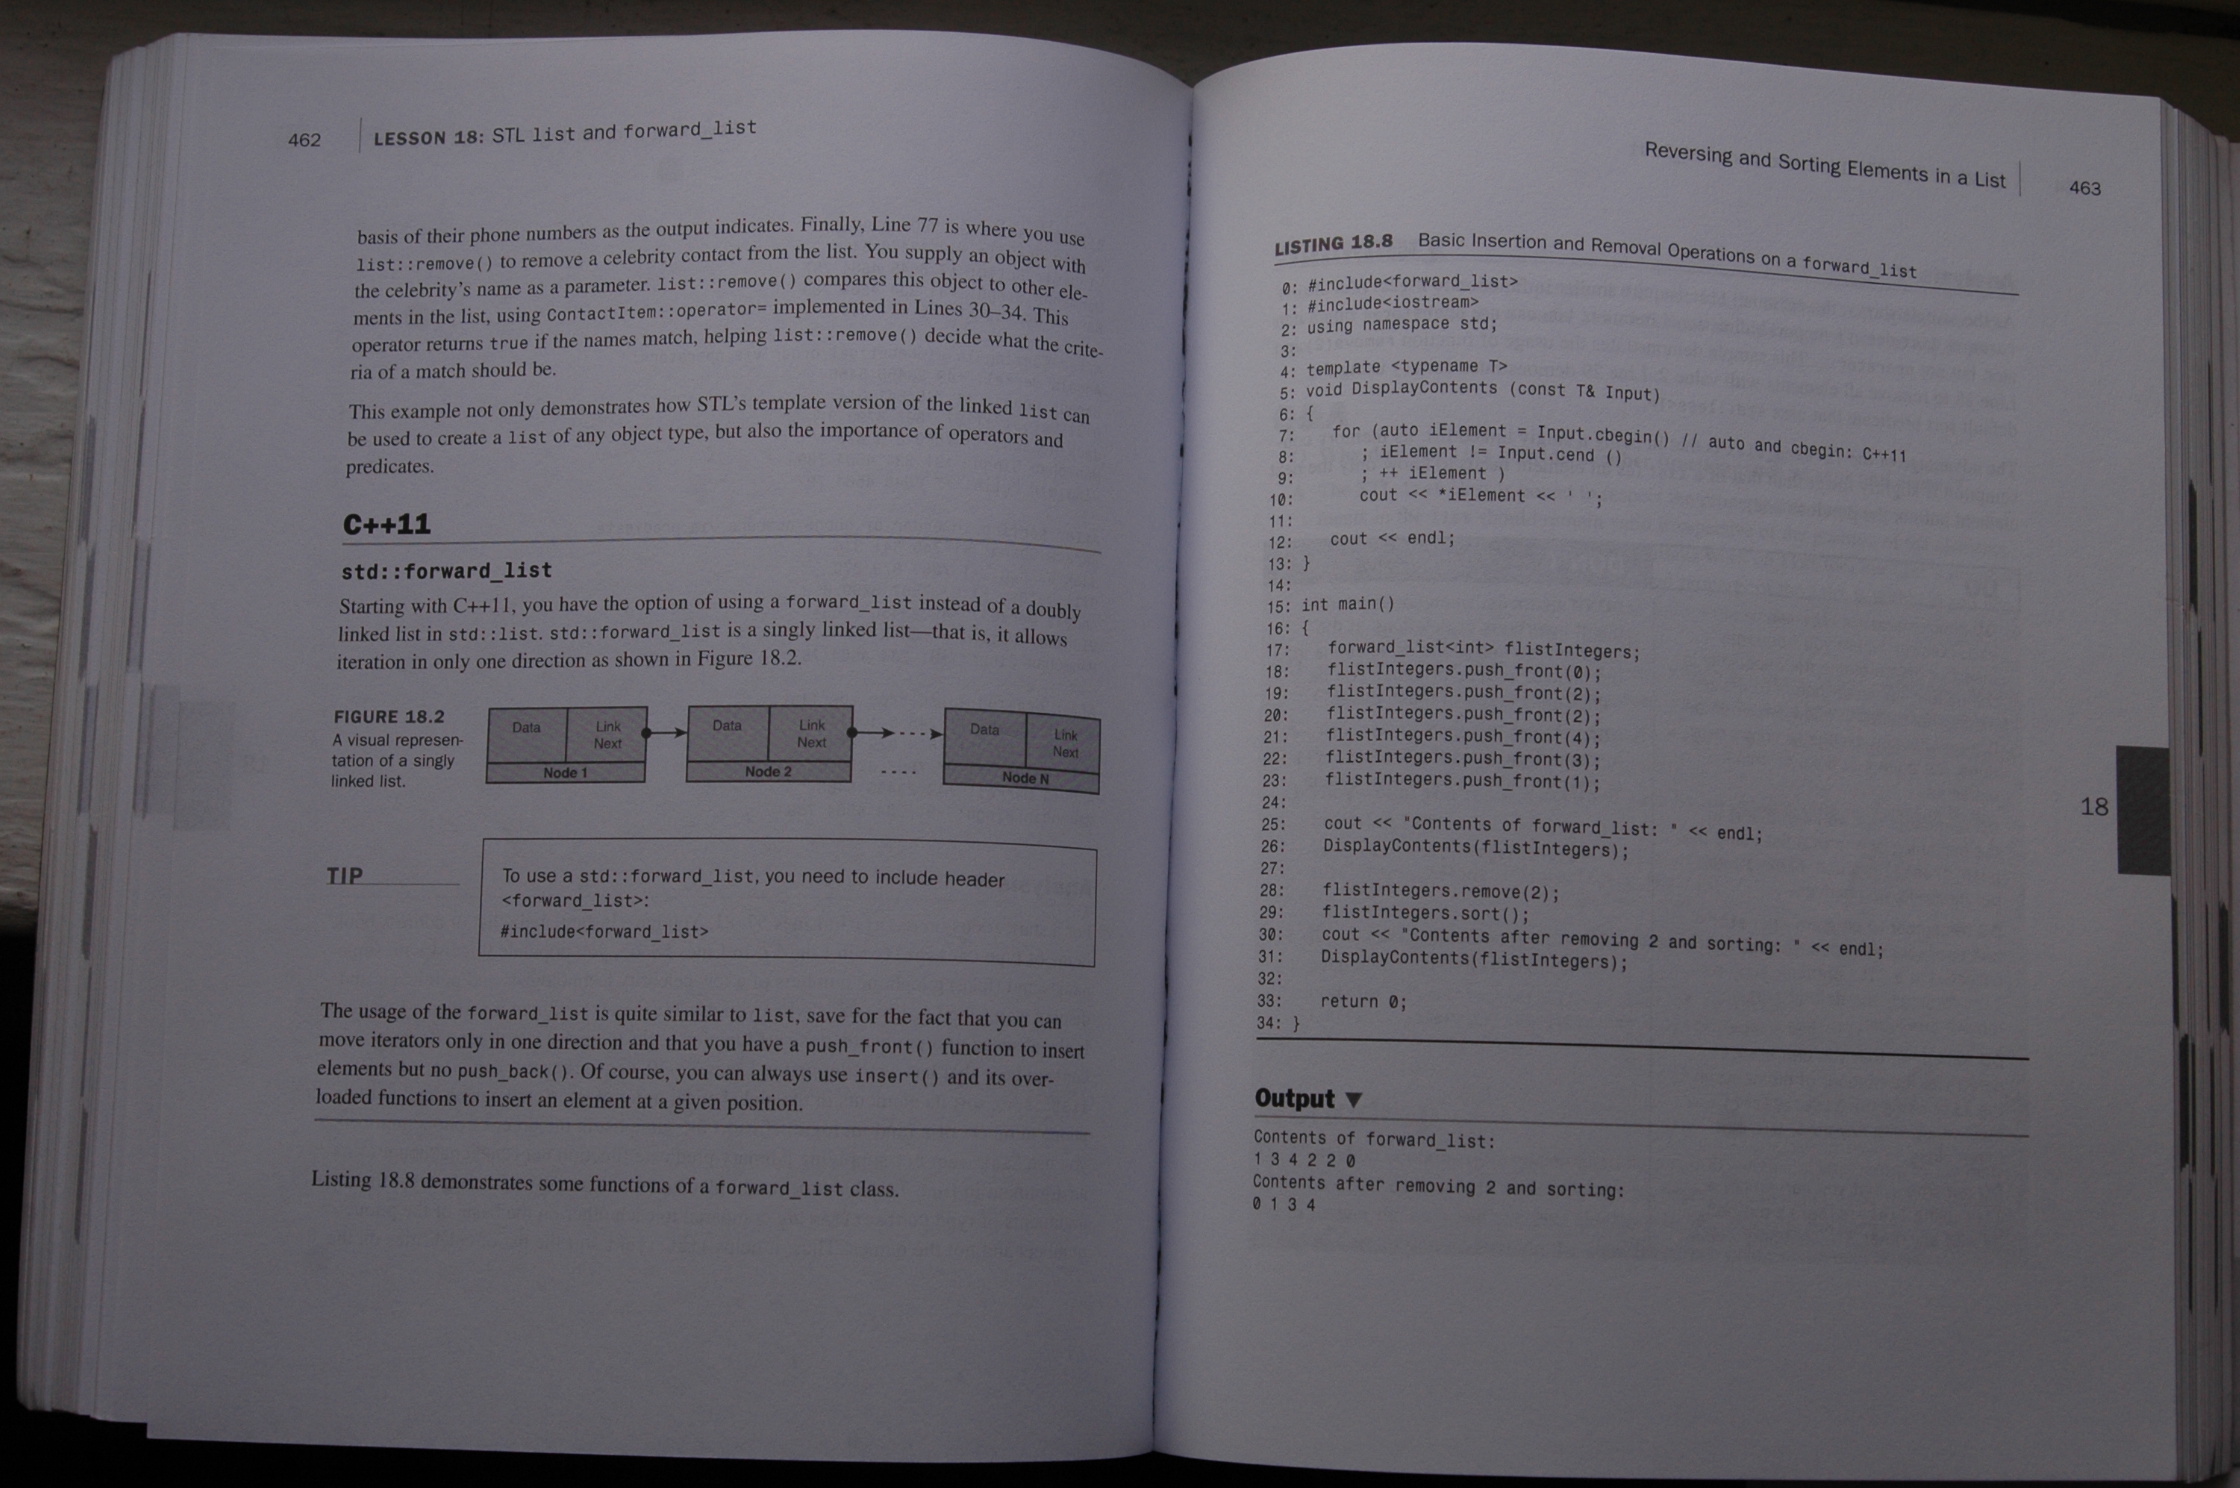 462 LESSON 18: STL list and forward_list
basis of their phone numbers as the output indicates. Finally, Line 77 is where you use
list::remove() to remove a celebrity contact from the list. You supply an object with
the celebrity's name as a parameter. list::remove() compares this object to other ele-
ments in the list, using ContactItem::operator= implemented in Lines 30–34. This
operator returns true if the names match, helping list::remove() decide what the crite-
ria of a match should be.
This example not only demonstrates how STL's template version of the linked list can
be used to create a list of any object type, but also the importance of operators and
predicates.
C++11
std::forward_list
Starting with C++11, you have the option of using a forward_list instead of a doubly
linked list in std::list. std::forward_list is a singly linked list—that is, it allows
iteration in only one direction as shown in Figure 18.2.
FIGURE 18.2
A visual represen-
tation of a singly
linked list.
Data Link Next Node 1
Data Link Next Node 2
Data Link Next Node N
TIP
To use a std::forward_list, you need to include header
<forward_list>:
#include<forward_list>
The usage of the forward_list is quite similar to list, save for the fact that you can
move iterators only in one direction and that you have a push_front() function to insert
elements but no push_back(). Of course, you can always use insert() and its over-
loaded functions to insert an element at a given position.
Listing 18.8 demonstrates some functions of a forward_list class.
Reversing and Sorting Elements in a List 463
LISTING 18.8 Basic Insertion and Removal Operations on a forward_list
0: #include<forward_list>
1: #include<iostream>
2: using namespace std;
3:
4: template <typename T>
5: void DisplayContents (const T& Input)
6: {
7: for (auto iElement = Input.cbegin() // auto and cbegin: C++11
8: ; iElement != Input.cend ()
9: ; ++ iElement )
10: cout << *iElement << ' ';
11:
12: cout << endl;
13: }
14:
15: int main()
16: {
17: forward_list<int> flistIntegers;
18: flistIntegers.push_front(0);
19: flistIntegers.push_front(2);
20: flistIntegers.push_front(2);
21: flistIntegers.push_front(4);
22: flistIntegers.push_front(3);
23: flistIntegers.push_front(1);
24:
25: cout << "Contents of forward_list: " << endl;
26: DisplayContents(flistIntegers);
27:
28: flistIntegers.remove(2);
29: flistIntegers.sort();
30: cout << "Contents after removing 2 and sorting: " << endl;
31: DisplayContents(flistIntegers);
32:
33: return 0;
34: }
18
Output ▼
Contents of forward_list:
1 3 4 2 2 0
Contents after removing 2 and sorting:
0 1 3 4